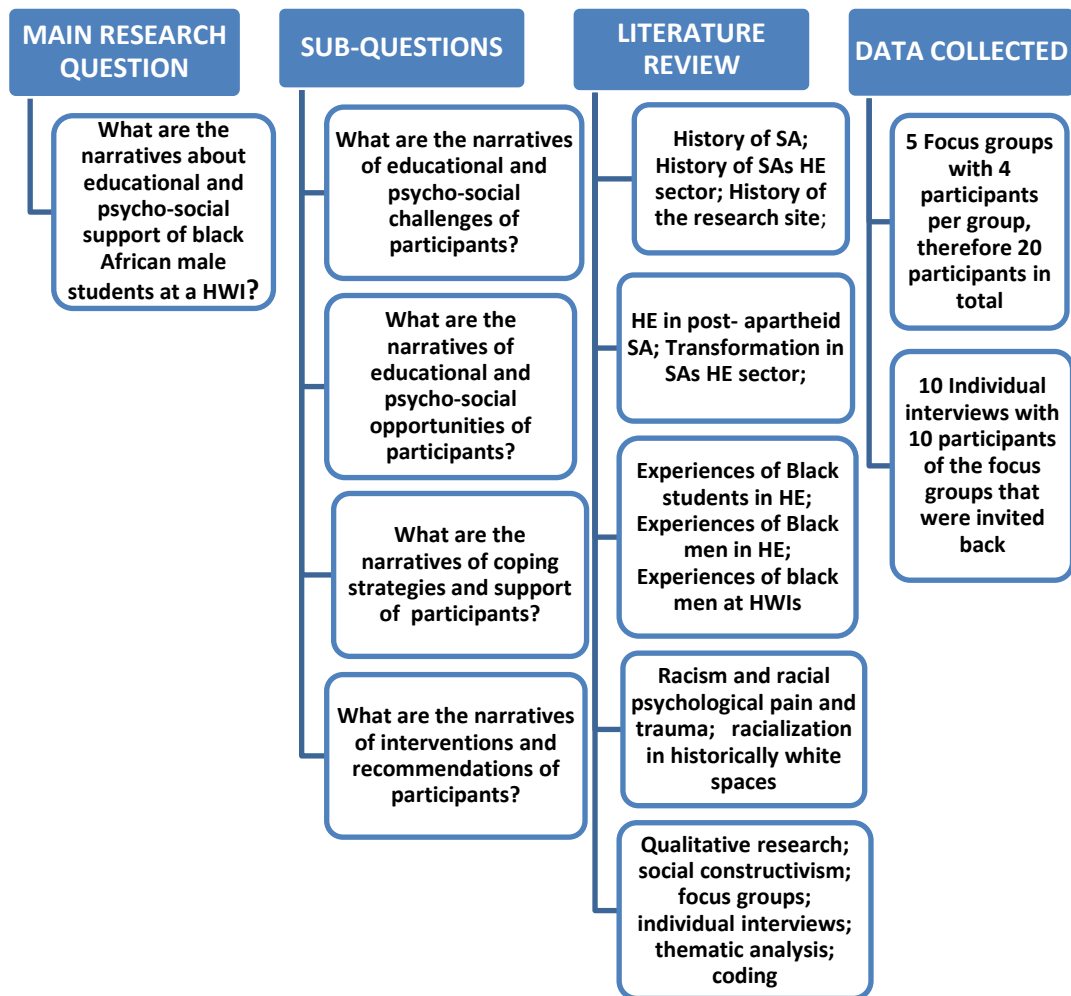 MAIN RESEARCH
QUESTION
What are the
narratives about
educational and
psycho-social
support of black
African male
students at a HWI?
SUB-QUESTIONS
What are the narratives
of educational and
psycho-social
challenges of
participants?
What are the
narratives of
educational and
psycho-social
opportunities of
participants?
What are the
narratives of coping
strategies and support
of participants?
What are the narratives
of interventions and
recommendations of
participants?
LITERATURE
REVIEW
History of SA;
History of SAs HE
sector; History of
the research site;
HE in post- apartheid
SA; Transformation in
SAs HE sector;
Experiences of Black
students in HE;
Experiences of Black
men in HE;
Experiences of black
men at HWIs
Racism and racial
psychological pain and
trauma; racialization
in historically white
spaces
Qualitative research;
social constructivism;
focus groups;
individual interviews;
thematic analysis;
coding
DATA COLLECTED
5 Focus groups
with 4
participants
per group,
therefore 20
participants in
total
10 Individual
interviews with
10 participants
of the focus
groups that
were invited
back